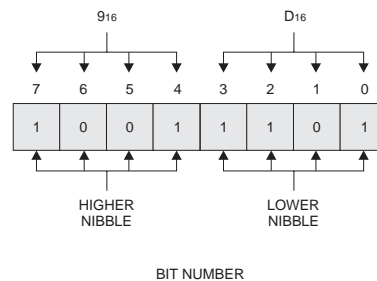 9₁₆ D₁₆
7 6 5 4 3 2 1 0
1 0 0 1 1 1 0 1
HIGHER NIBBLE LOWER NIBBLE
BIT NUMBER